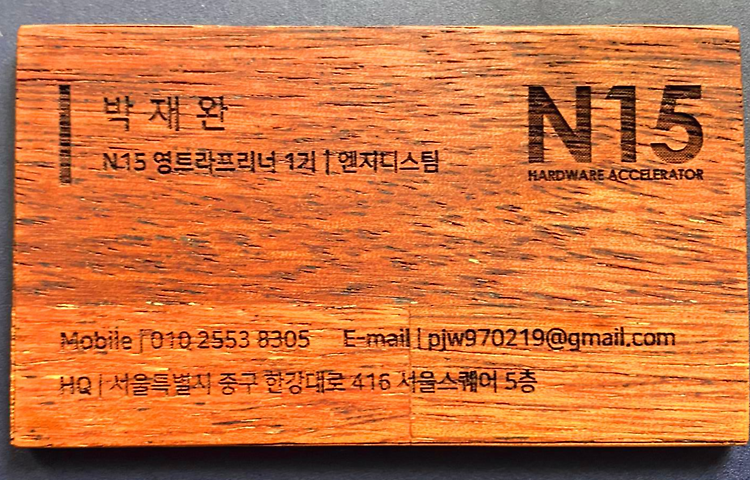 박재완
N15 영트라프리너 1기 | 엔지디스팀
N15
HARDWARE ACCELERATOR
Mobile | 010 2553 8305 E-mail | pjw970219@gmail.com
HQ | 서울특별시 중구 한강대로 416 서울스퀘어 5층